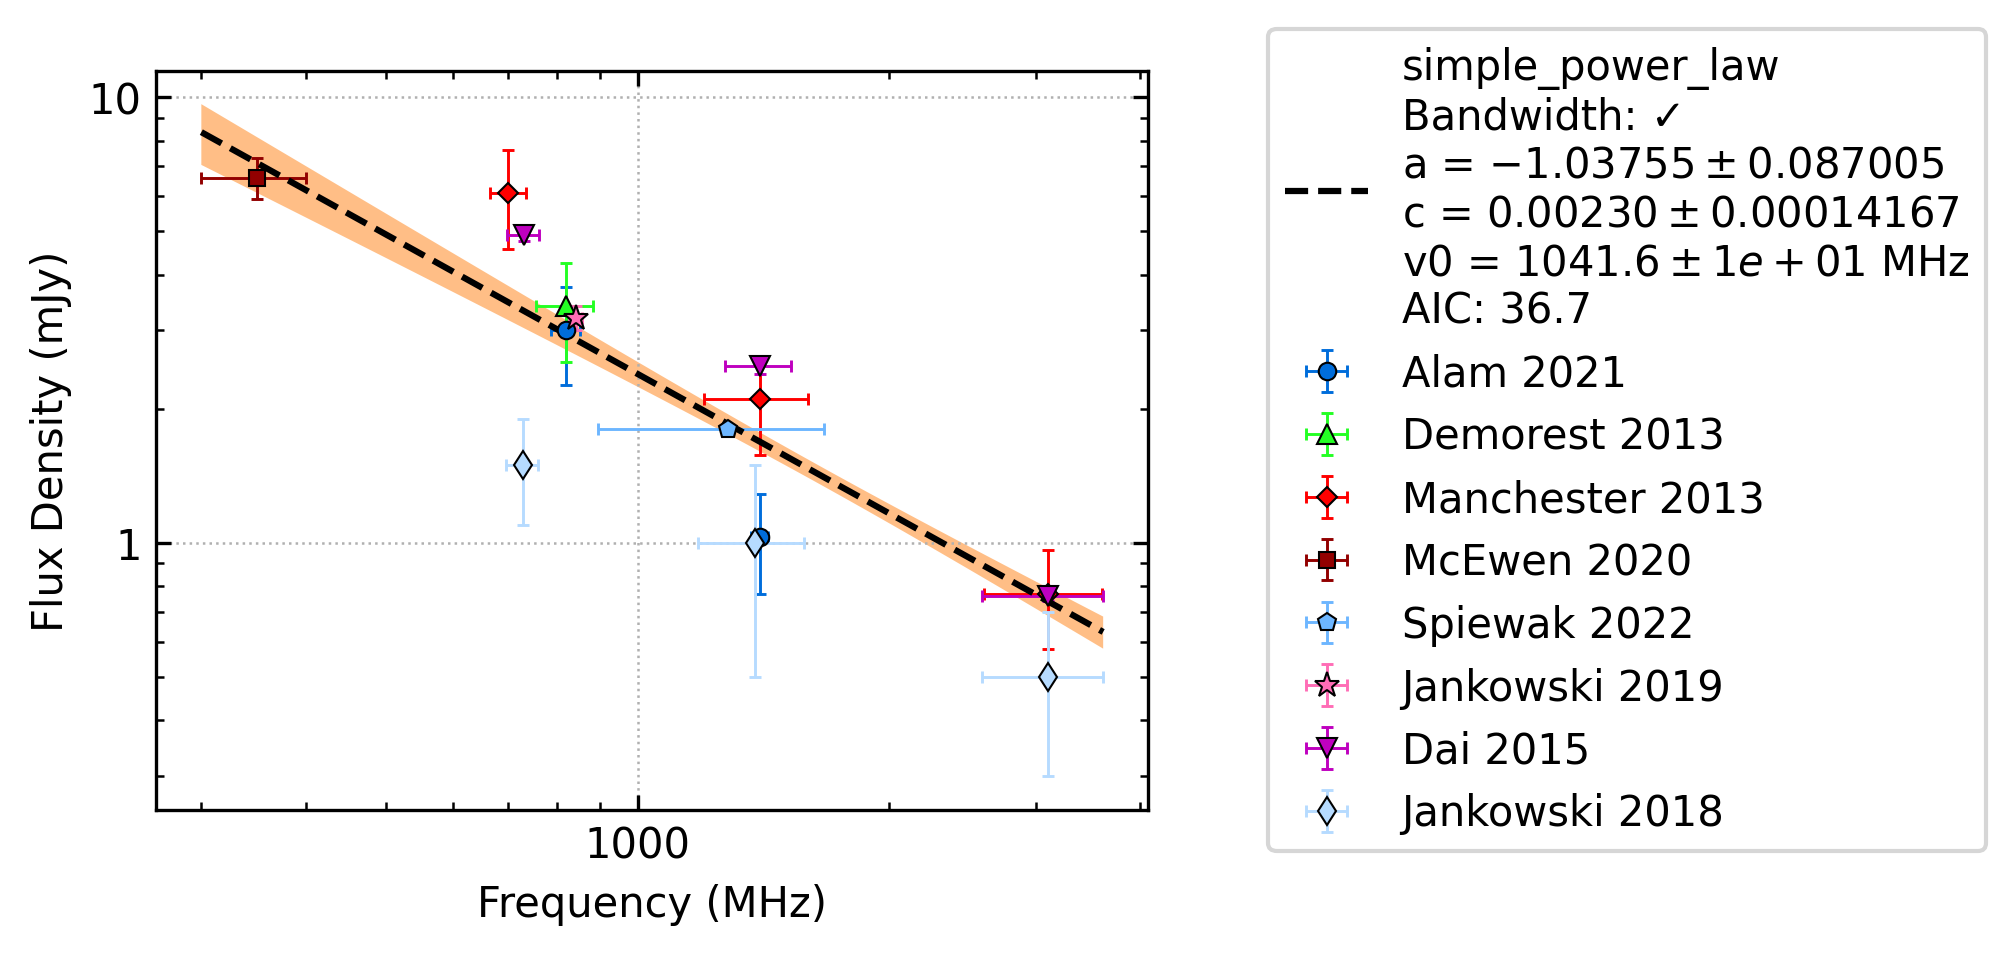 10
1
Flux Density (mJy)
1000
Frequency (MHz)
simple_power_law
Bandwidth: ✓
a = −1.03755 ± 0.087005
c = 0.00230 ± 0.00014167
v0 = 1041.6 ± 1e + 01 MHz
AIC: 36.7
Alam 2021
Demorest 2013
Manchester 2013
McEwen 2020
Spiewak 2022
Jankowski 2019
Dai 2015
Jankowski 2018